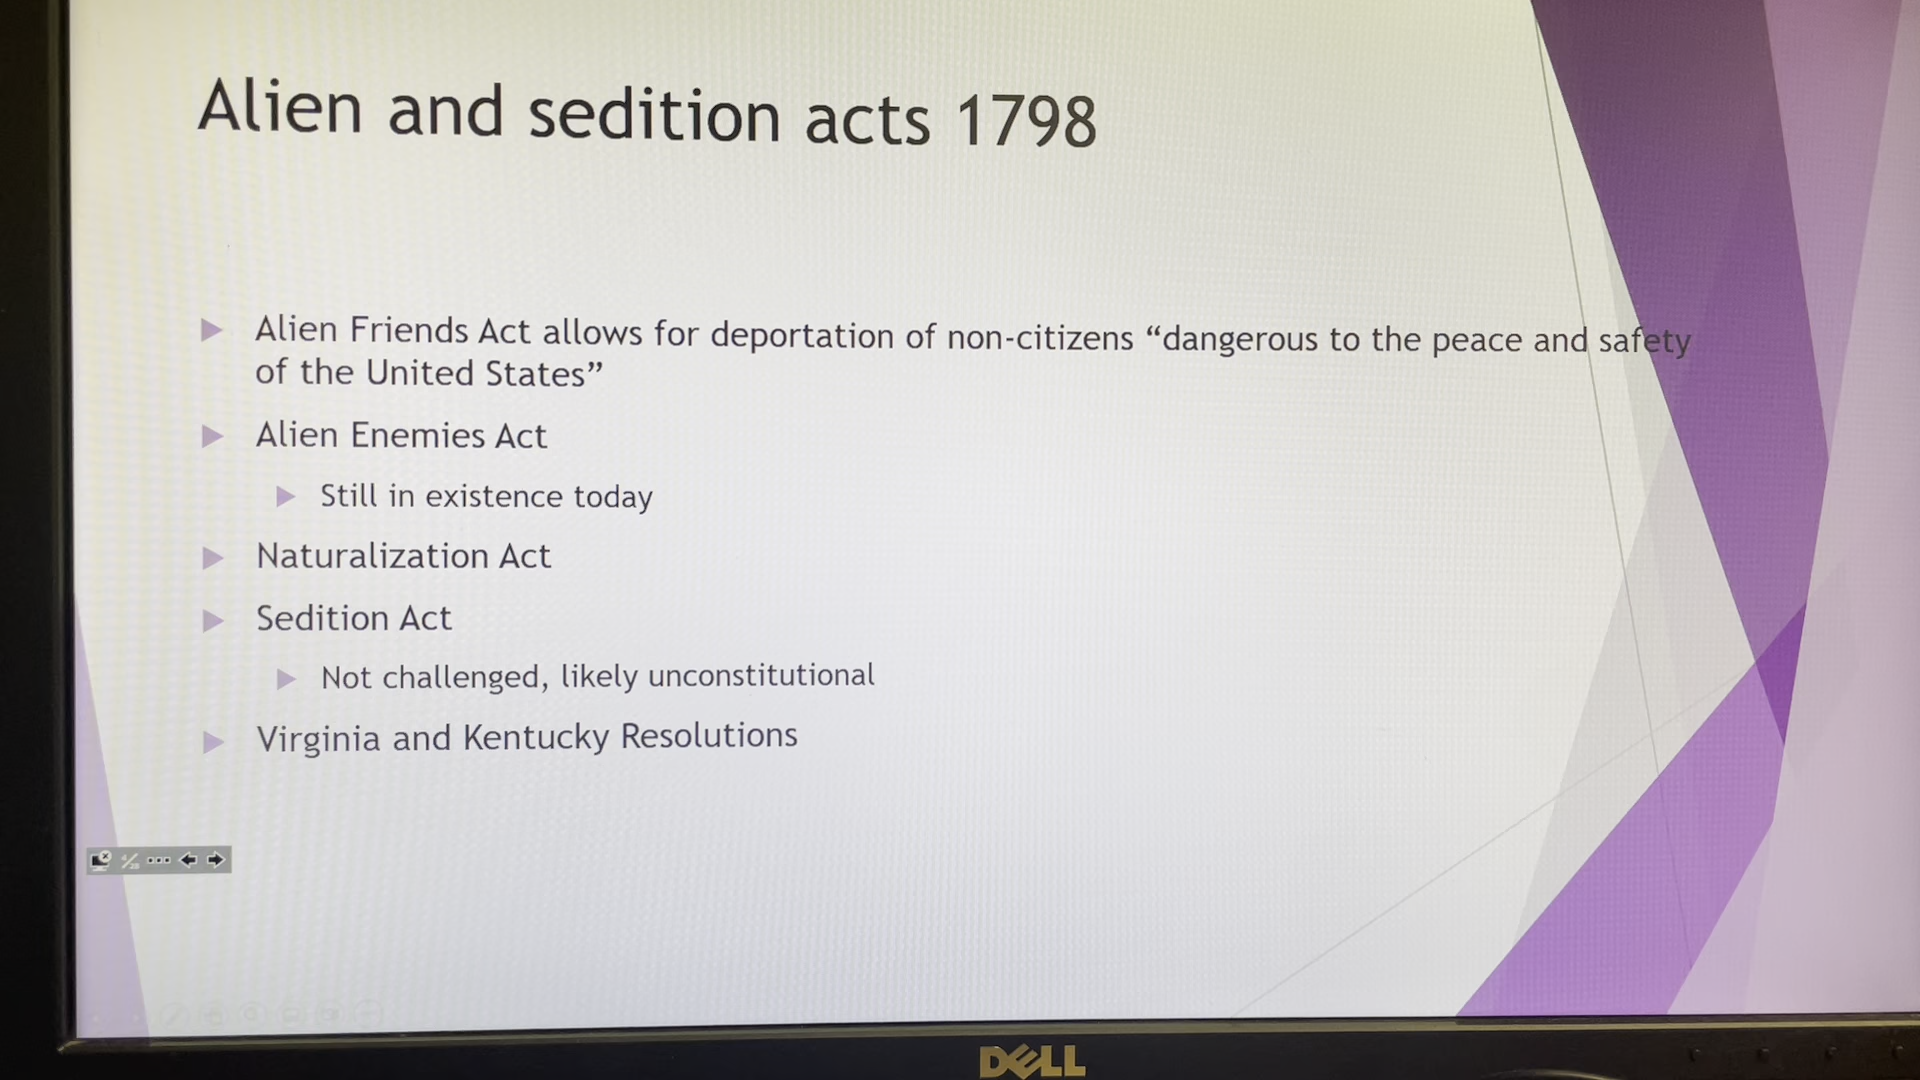 Alien and sedition acts 1798
Alien Friends Act allows for deportation of non-citizens “dangerous to the peace and safety
of the United States”
Alien Enemies Act
Still in existence today
Naturalization Act
Sedition Act
Not challenged, likely unconstitutional
Virginia and Kentucky Resolutions
DELL